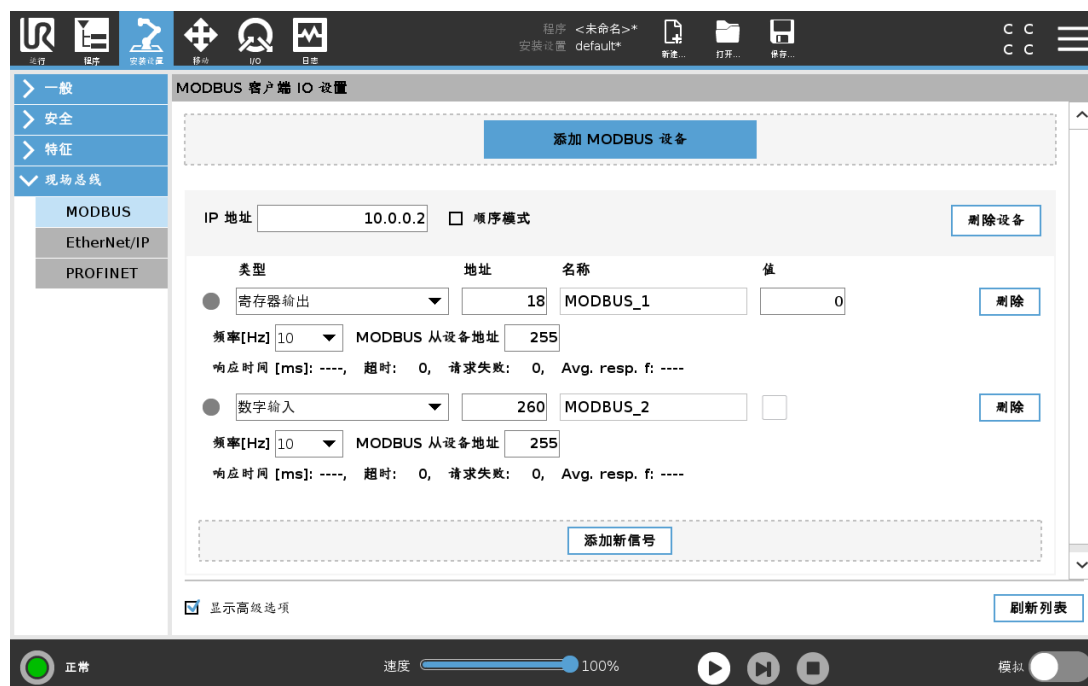 UR
程序 <未命名>*
安装设置 default*
C C
C C
运行 程序 安装设置 移动 I/O 日志 新建... 打开... 保存...
一般
安全
特征
现场总线
MODBUS
EtherNet/IP
PROFINET
MODBUS 客户端 IO 设置
添加 MODBUS 设备
IP 地址 10.0.0.2 顺序模式 删除设备
类型 地址 名称 值
寄存器输出 18 MODBUS_1 0 删除
频率[Hz] 10 MODBUS 从设备地址 255
响应时间 [ms]: ----, 超时: 0, 请求失败: 0, Avg. resp. f: ----
数字输入 260 MODBUS_2 删除
频率[Hz] 10 MODBUS 从设备地址 255
响应时间 [ms]: ----, 超时: 0, 请求失败: 0, Avg. resp. f: ----
添加新信号
显示高级选项 刷新列表
正常 速度 100% 模拟